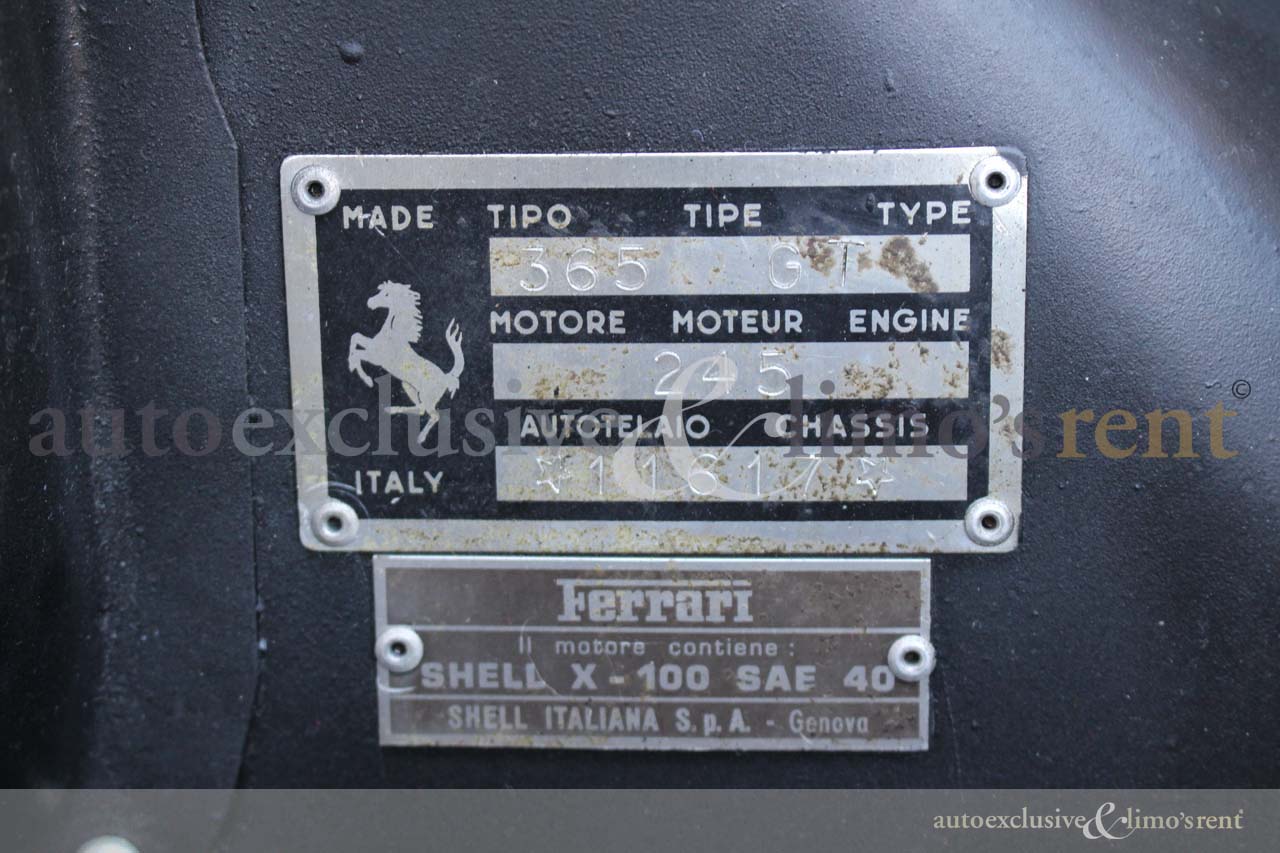 MADE TIPO TIPE TYPE
365 GT
MOTORE MOTEUR ENGINE
245
autoexclusive&limo'srent ©
AUTOTELAIO CHASSIS
ITALY ☆11617☆
Ferrari
Il motore contiene:
SHELL X-100 SAE 40
SHELL ITALIANA S.p.A. - Genova
autoexclusive&limo'srent